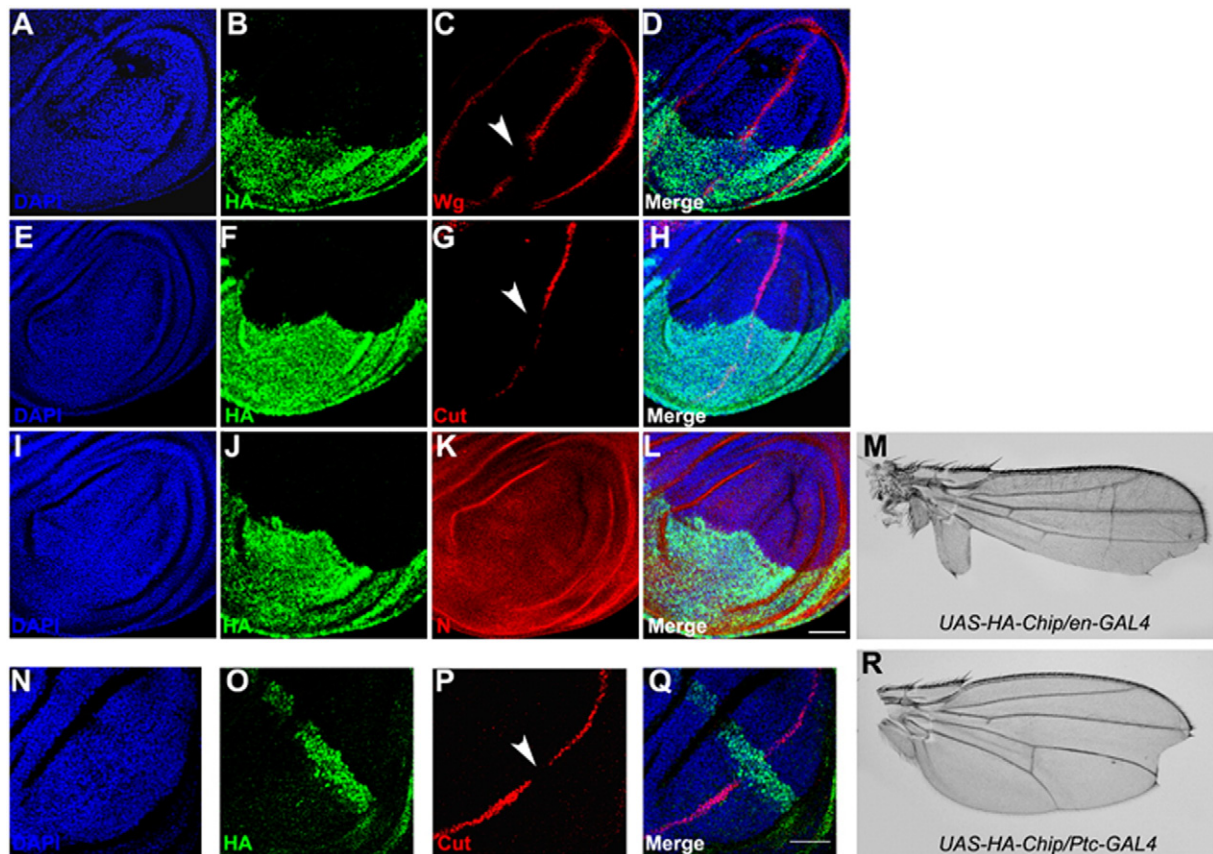 A B C D
DAPI HA Wg Merge
E F G H
DAPI HA Cut Merge
I J K L M
DAPI HA N Merge
UAS-HA-Chip/en-GAL4
N O P Q R
DAPI HA Cut Merge
UAS-HA-Chip/Ptc-GAL4